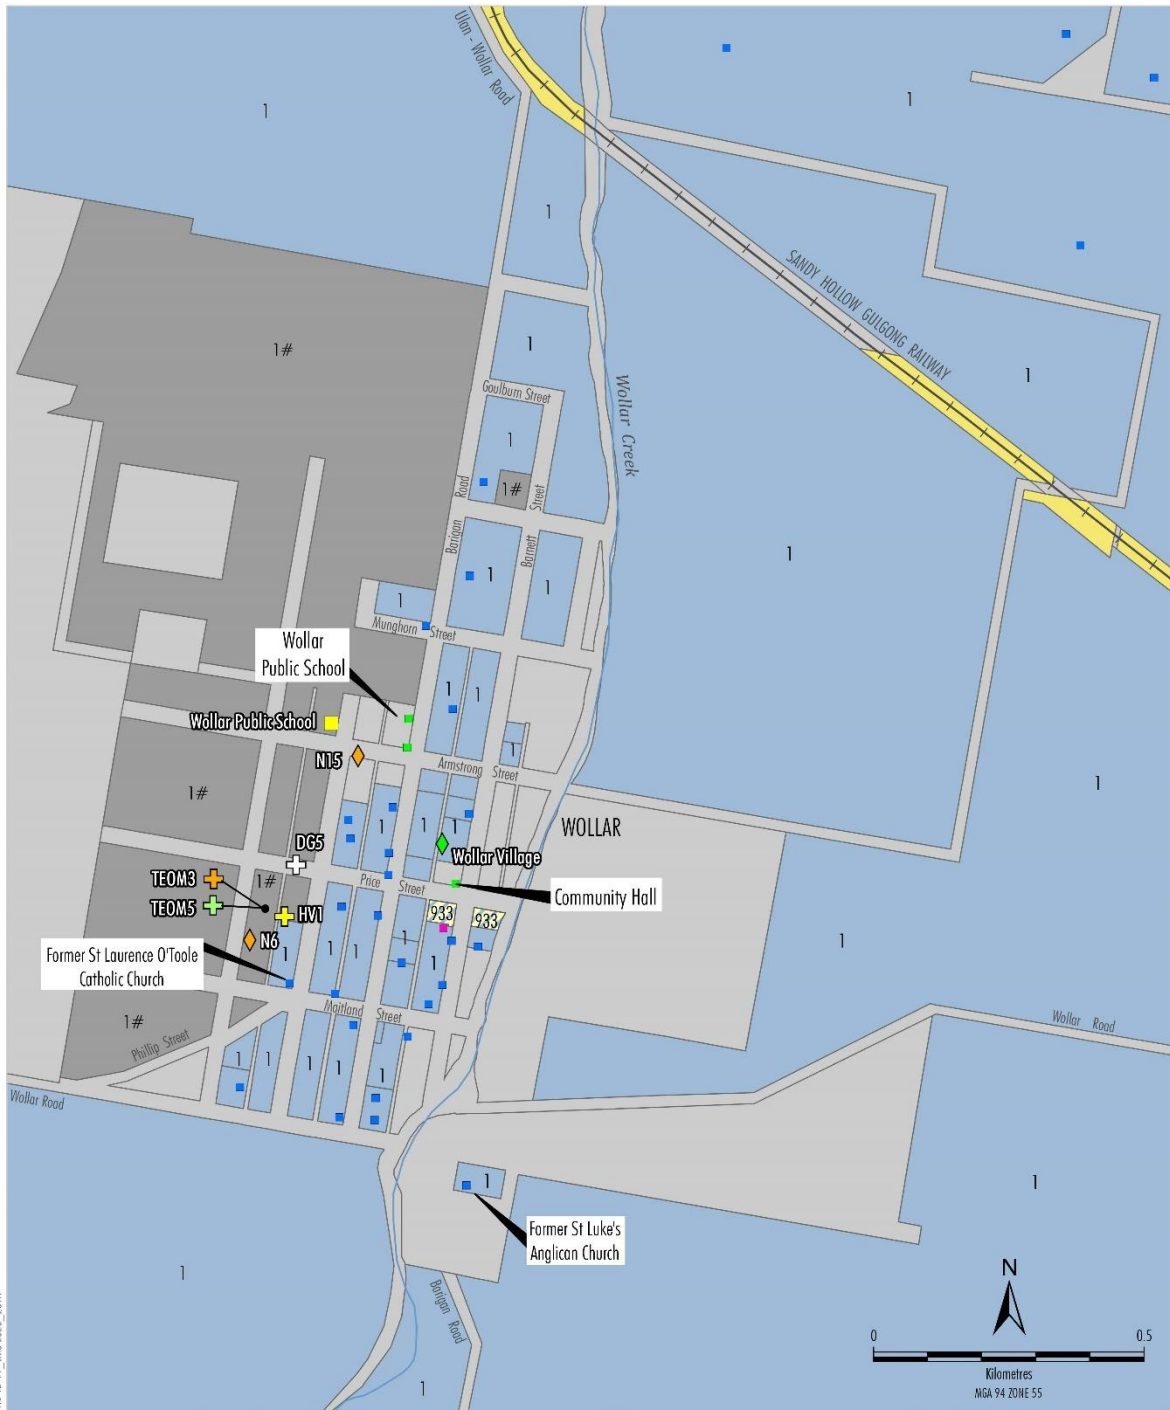 Ulan - Wollar Road
1
1
1
SANDY HOLLOW GULGONG RAILWAY
1#
1
1
Goulburn Street
Wollar Creek
1
1#
Barigan Road
Barnett Street
1
1
1
1
Munghorn Street
Wollar
Public School
1
1
Wollar Public School
1
N15
Armstrong Street
1#
1
WOLLAR
1
1
1
DG5
Wollar Village
TEOM3
1#
Price Street
Community Hall
TEOM5
HV1
933
933
N6
1
1
1
1
1
1
Former St Laurence O'Toole
Catholic Church
1#
Maitland Street
Wollar Road
Phillip Street
1
1
1
1
1
Wollar Road
1
1
Former St Luke's
Anglican Church
1
N
Barigan Road
0
0.5
Kilometres
MGA 94 ZONE 55
1